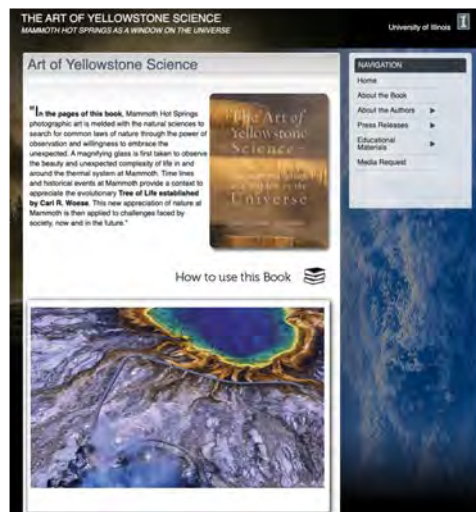 THE ART OF YELLOWSTONE SCIENCE
MAMMOTH HOT SPRINGS AS A WINDOW ON THE UNIVERSE
University of Illinois
I
Art of Yellowstone Science
"In the pages of this book, Mammoth Hot Springs
photographic art is melded with the natural sciences to
search for common laws of nature through the power of
observation and willingness to embrace the
unexpected. A magnifying glass is first taken to observe
the beauty and unexpected complexity of life in and
around the thermal system at Mammoth. Time lines
and historical events at Mammoth provide a context to
appreciate the evolutionary Tree of Life established
by Carl R. Woese. This new appreciation of nature at
Mammoth is then applied to challenges faced by
society, now and in the future."
The Art of
Yellowstone
Science
Universe
How to use this Book
NAVIGATION
Home
About the Book
About the Authors
Press Releases
Educational
Materials
Media Request